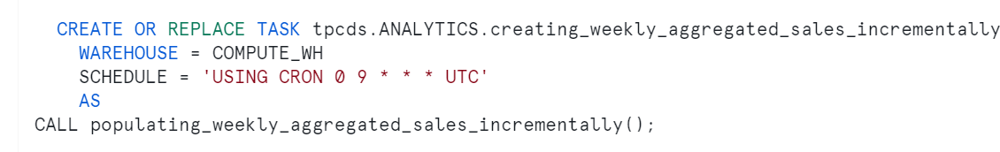 CREATE OR REPLACE TASK tpcds.ANALYTICS.creating_weekly_aggregated_sales_incrementally
WAREHOUSE = COMPUTE_WH
SCHEDULE = 'USING CRON 0 9 * * * UTC'
AS
CALL populating_weekly_aggregated_sales_incrementally();